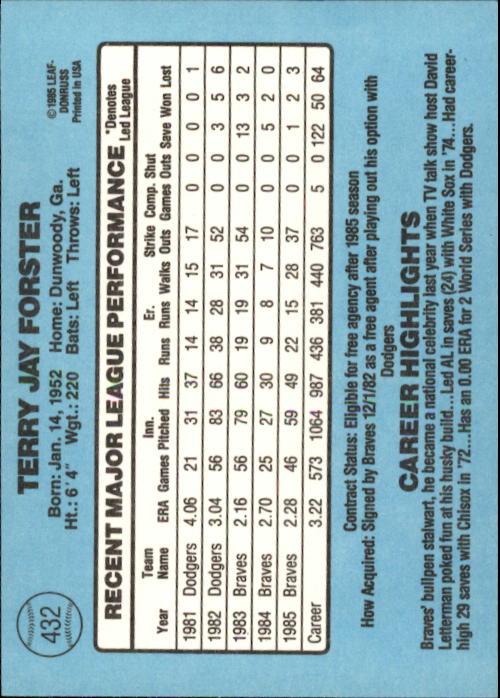 432
TERRY JAY FORSTER
Born: Jan. 14, 1952 Home: Dunwoody, Ga.
Ht.: 6' 4" Wgt.: 220 Bats: Left Throws: Left
©1985 LEAF-
DONRUSS
Printed in USA
RECENT MAJOR LEAGUE PERFORMANCE
*Denotes
Led League
Team Inn. Er. Strike Comp. Shut
Year Name ERA Games Pitched Hits Runs Runs Walks Outs Games Outs Save Won Lost
1981 Dodgers 4.06 21 31 37 14 14 15 17 0 0 0 0 1
1982 Dodgers 3.04 56 83 66 38 28 31 52 0 0 3 5 6
1983 Braves 2.16 56 79 60 19 19 31 54 0 0 13 3 2
1984 Braves 2.70 25 27 30 9 8 7 10 0 0 5 2 0
1985 Braves 2.28 46 59 49 22 15 28 37 0 0 1 2 3
Career 3.22 573 1064 987 436 381 440 763 5 0 122 50 64
Contract Status: Eligible for free agency after 1985 season
How Acquired: Signed by Braves 12/1/82 as a free agent after playing out his option with
Dodgers
CAREER HIGHLIGHTS
Braves' bullpen stalwart, he became a national celebrity last year when TV talk show host David
Letterman poked fun at his husky build...Led AL in saves (24) with White Sox in '74...Had career-
high 29 saves with Chisox in '72...Has an 0.00 ERA for 2 World Series with Dodgers.